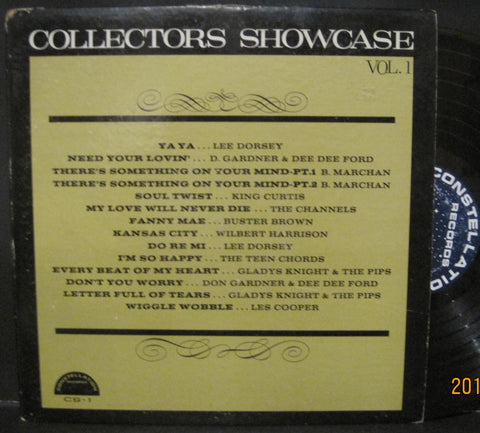 COLLECTORS SHOWCASE
VOL. 1
YA YA . . . LEE DORSEY
NEED YOUR LOVIN' . . . D. GARDNER & DEE DEE FORD
THERE'S SOMETHING ON YOUR MIND-PT.1 B. MARCHAN
THERE'S SOMETHING ON YOUR MIND-PT.2 B. MARCHAN
SOUL TWIST . . . KING CURTIS
MY LOVE WILL NEVER DIE . . . THE CHANNELS
FANNY MAE . . . BUSTER BROWN
KANSAS CITY . . . WILBERT HARRISON
DO RE MI . . . LEE DORSEY
I'M SO HAPPY . . . THE TEEN CHORDS
EVERY BEAT OF MY HEART . . . GLADYS KNIGHT & THE PIPS
DON'T YOU WORRY . . . DON GARDNER & DEE DEE FORD
LETTER FULL OF TEARS . . . GLADYS KNIGHT & THE PIPS
WIGGLE WOBBLE . . . LES COOPER
CONSTELLATION
CS-1
ONSTELLATIO
RECORDS
201